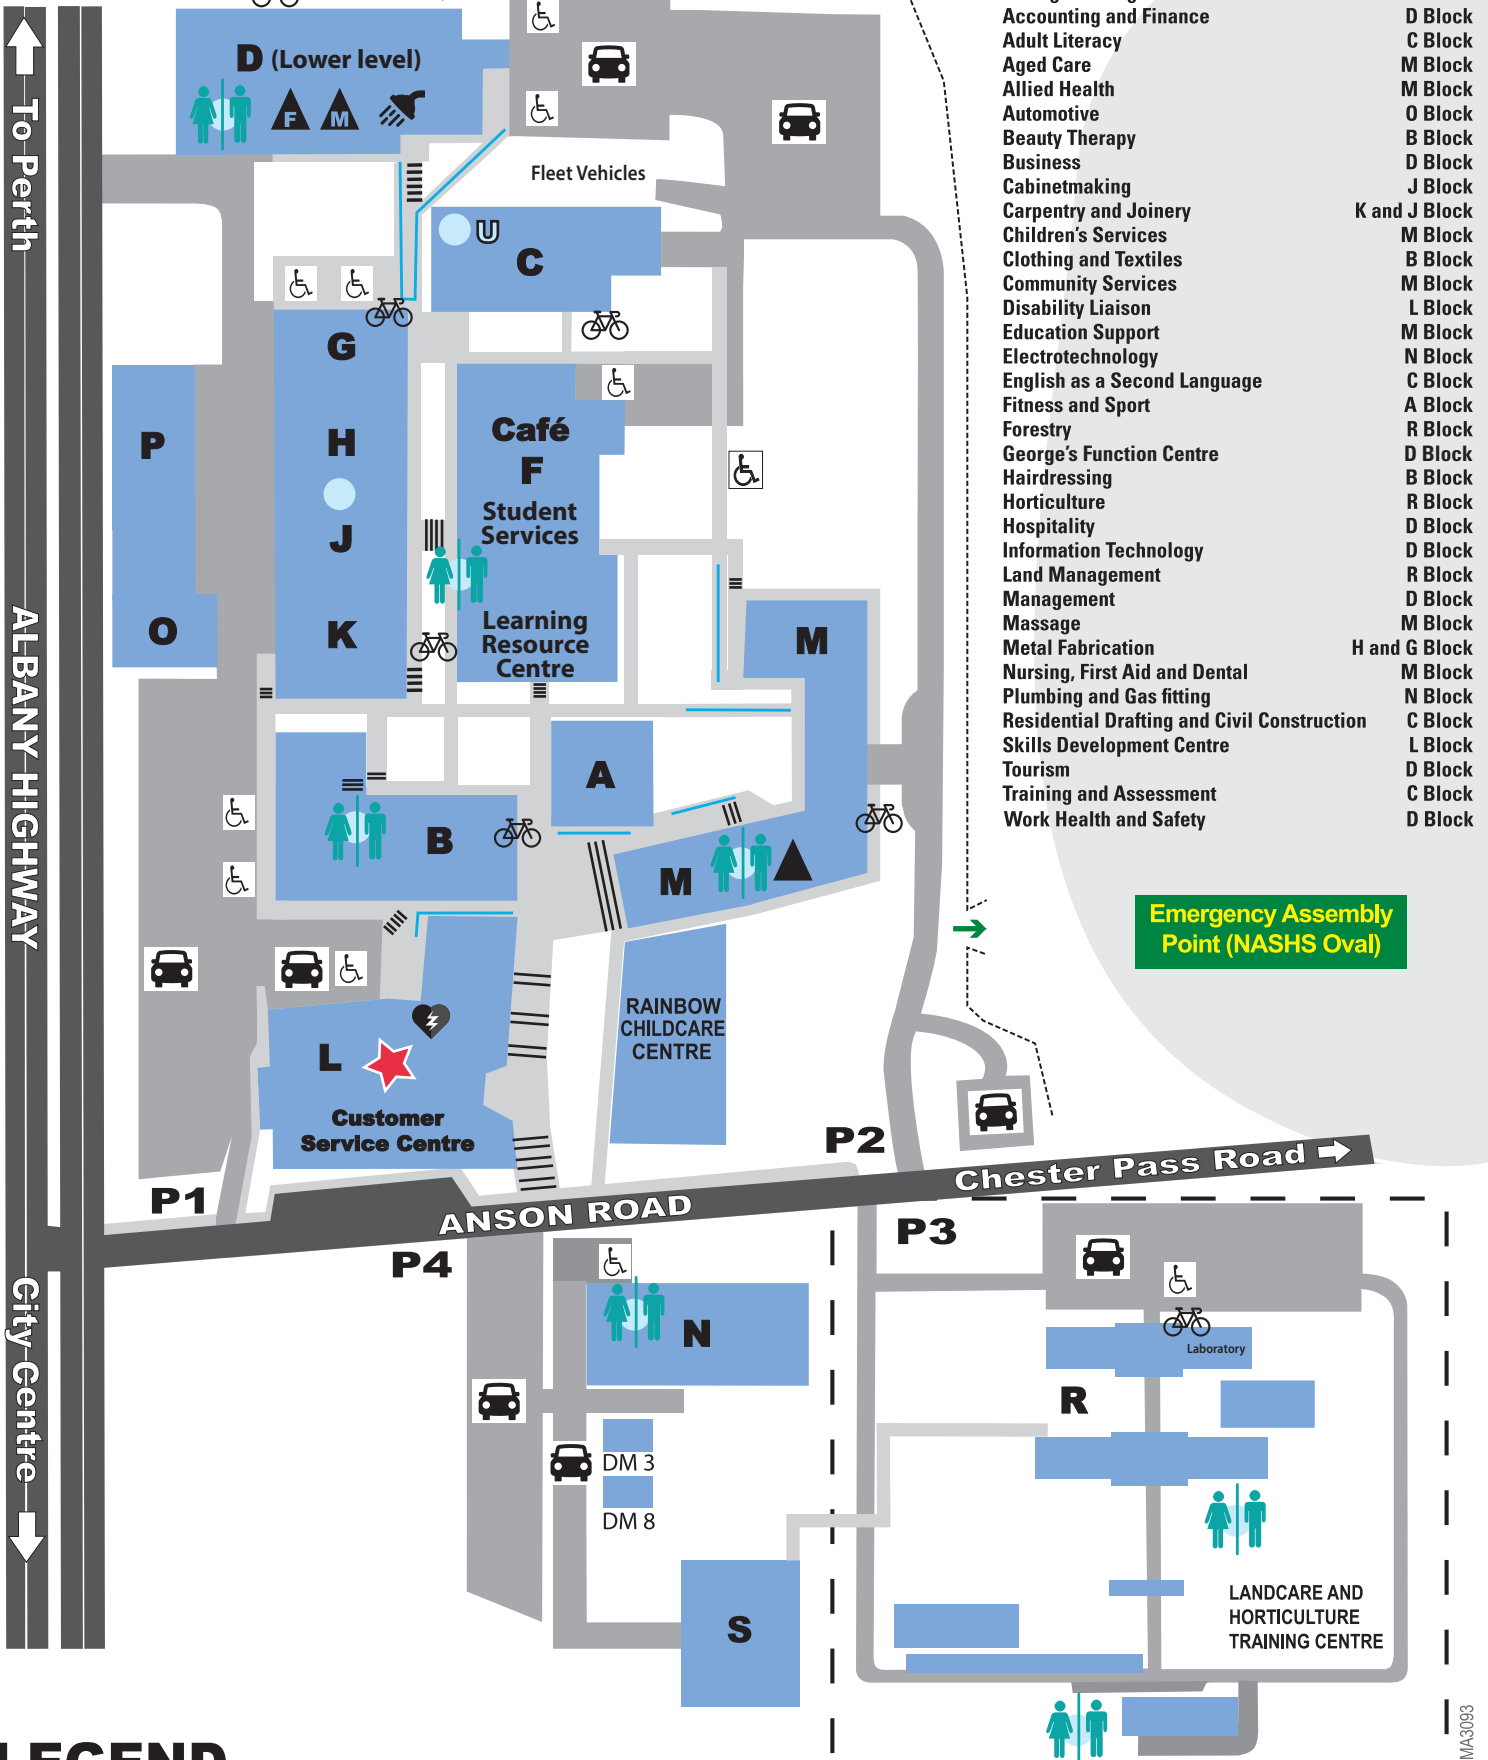 Accounting and Finance D Block
Adult Literacy C Block
Aged Care M Block
Allied Health M Block
Automotive O Block
Beauty Therapy B Block
Business D Block
Cabinetmaking J Block
Carpentry and Joinery K and J Block
Children's Services M Block
Clothing and Textiles B Block
Community Services M Block
Disability Liaison L Block
Education Support M Block
Electrotechnology N Block
English as a Second Language C Block
Fitness and Sport A Block
Forestry R Block
George's Function Centre D Block
Hairdressing B Block
Horticulture R Block
Hospitality D Block
Information Technology D Block
Land Management R Block
Management D Block
Massage M Block
Metal Fabrication H and G Block
Nursing, First Aid and Dental M Block
Plumbing and Gas fitting N Block
Residential Drafting and Civil Construction C Block
Skills Development Centre L Block
Tourism D Block
Training and Assessment C Block
Work Health and Safety D Block
Emergency Assembly
Point (NASHS Oval)
To Perth
ALBANY HIGHWAY
City Centre
D (Lower level)
F
M
Fleet Vehicles
U
C
G
H
J
K
P
O
Café
F
Student
Services
Learning
Resource
Centre
M
A
B
M
RAINBOW
CHILDCARE
CENTRE
L
Customer
Service Centre
P1
P2
ANSON ROAD
Chester Pass Road
P4
P3
N
DM 3
DM 8
S
Laboratory
R
LANDCARE AND
HORTICULTURE
TRAINING CENTRE
MA3093
LEGEND